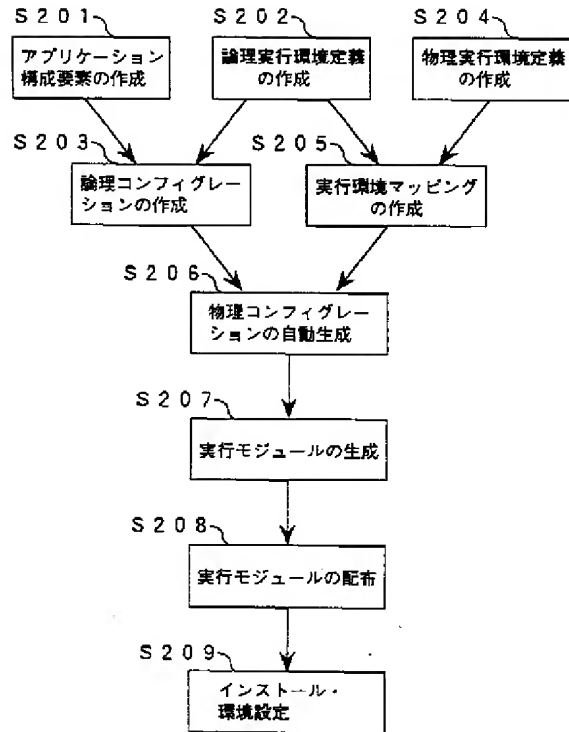 S201
S202
S204
アプリケーション
構成要素の作成
論理実行環境定義
の作成
物理実行環境定義
の作成
S203
S205
論理コンフィグレー
ションの作成
実行環境マッピング
の作成
S206
物理コンフィグレー
ションの自動生成
S207
実行モジュールの生成
S208
実行モジュールの配布
S209
インストール・
環境設定